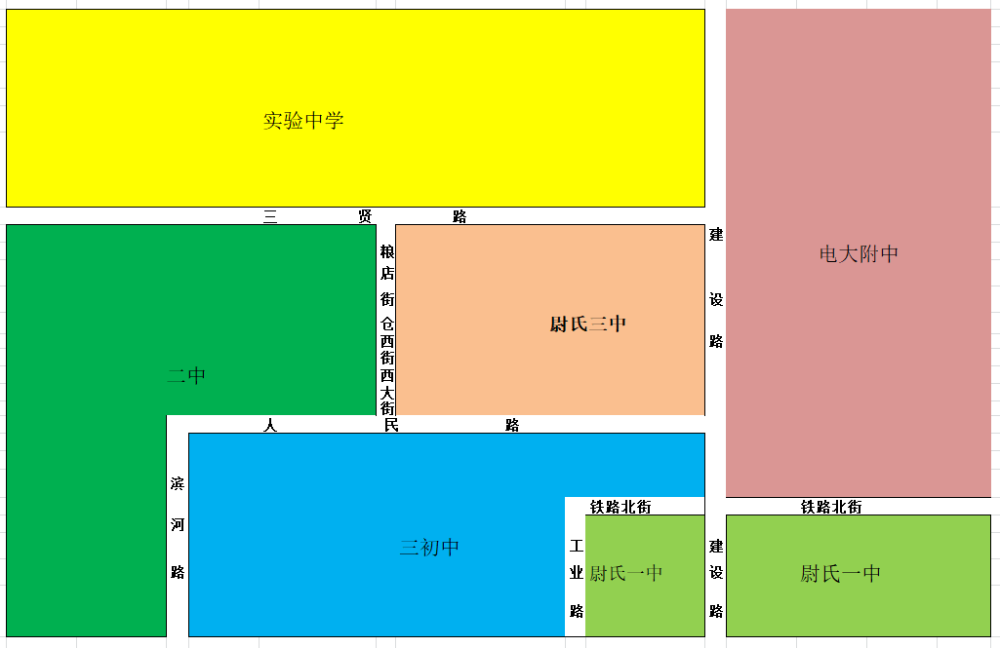 实验中学
三贤路
建设路
电大附中
粮店街仓西街西大街
尉氏三中
二中
人民路
滨河路
三初中
铁路北街
铁路北街
工业路
尉氏一中
建设路
尉氏一中